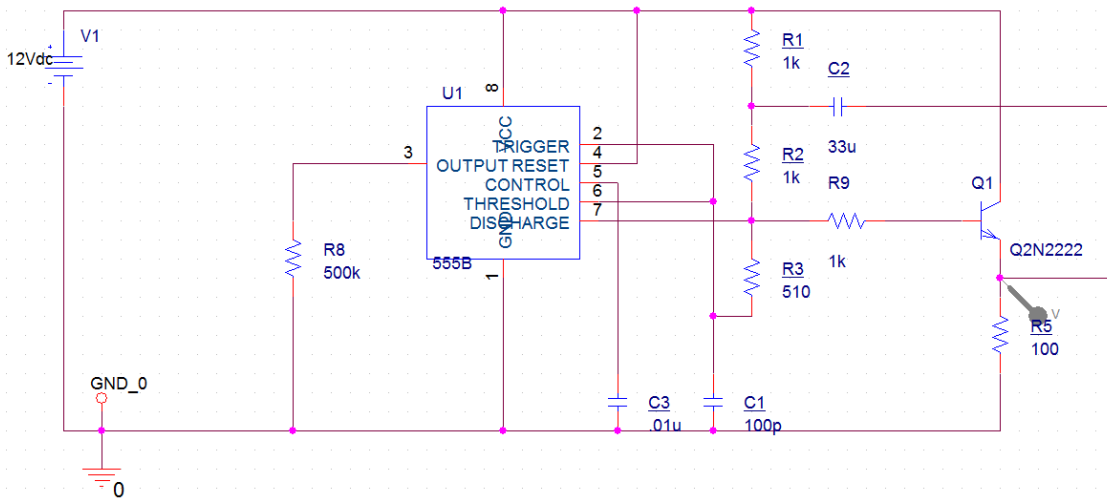 V1
12Vdc
+
-
U1
8
VCC
TRIGGER
2
3
OUTPUT
RESET
4
CONTROL
5
THRESHOLD
6
DISCHARGE
7
GND
555B
1
R8
500k
R1
1k
C2
33u
R2
1k
R9
1k
Q1
Q2N2222
R3
510
V
R5
100
GND_0
C3
.01u
C1
100p
0